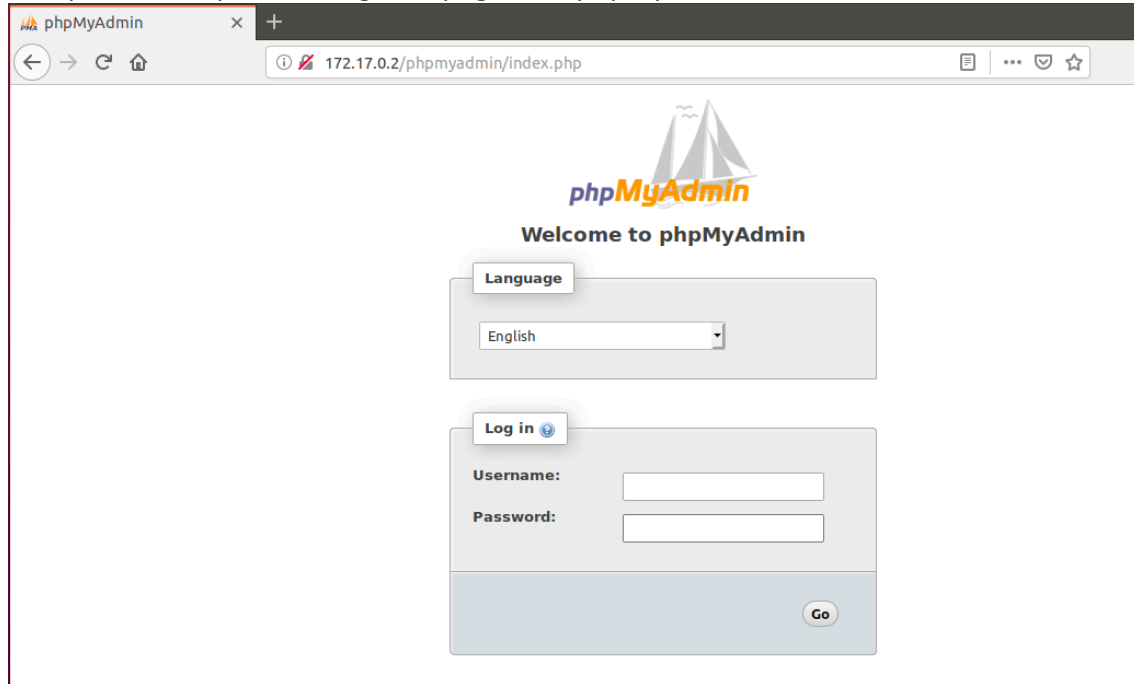 phpMyAdmin
172.17.0.2/phpmyadmin/index.php
phpMyAdmin
Welcome to phpMyAdmin
Language
English
Log in
Username:
Password:
Go